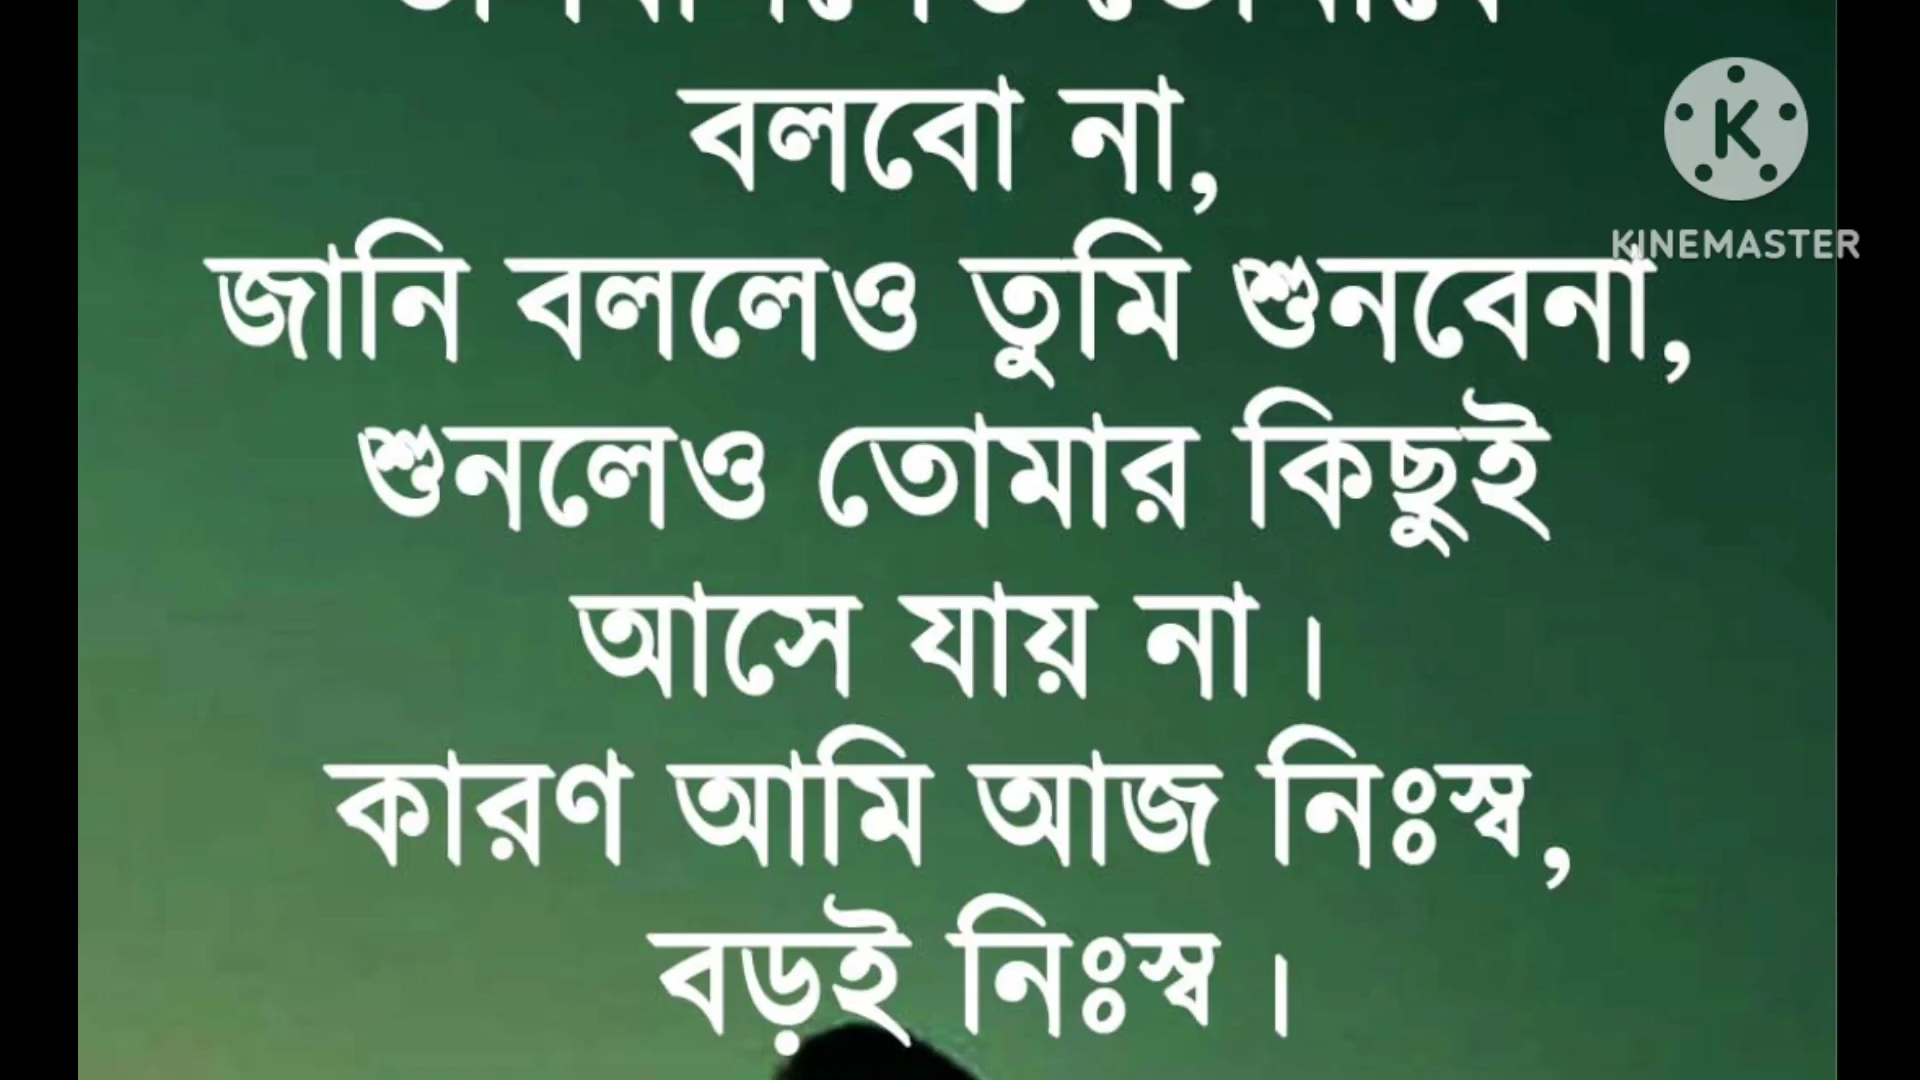 বলবো না,
জানি বললেও তুমি শুনবেনা,
শুনলেও তোমার কিছুই
আসে যায় না।
কারণ আমি আজ নিঃস্ব,
বড়ই নিঃস্ব।
K
KINEMASTER